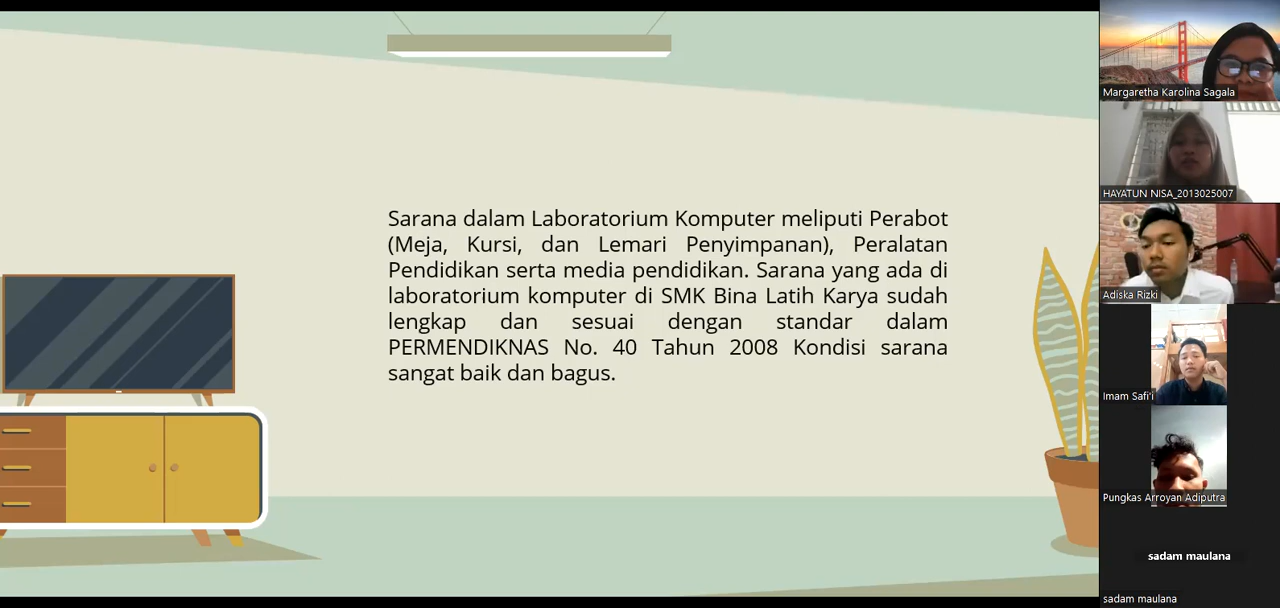 Sarana dalam Laboratorium Komputer meliputi Perabot
(Meja, Kursi, dan Lemari Penyimpanan), Peralatan
Pendidikan serta media pendidikan. Sarana yang ada di
laboratorium komputer di SMK Bina Latih Karya sudah
lengkap dan sesuai dengan standar dalam
PERMENDIKNAS No. 40 Tahun 2008 Kondisi sarana
sangat baik dan bagus.
Margaretha Karolina Sagala
HAYATUN NISA_2013025007
Adiska Rizki
Imam Safi'i
Pungkas Arroyan Adiputra
sadam maulana
sadam maulana